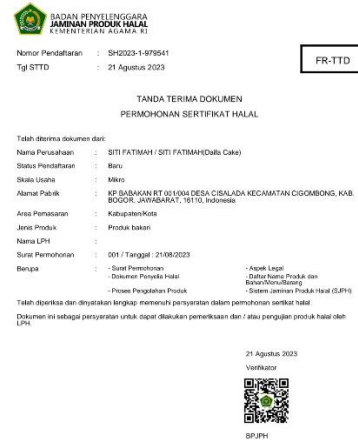 BADAN PENYELENGGARA
JAMINAN PRODUK HALAL
KEMENTERIAN AGAMA RI
Nomor Pendaftaran : SH2023-1-979541
Tgl STTD : 21 Agustus 2023
FR-TTD
TANDA TERIMA DOKUMEN
PERMOHONAN SERTIFIKAT HALAL
Telah diterima dokumen dari:
Nama Perusahaan : SITI FATIMAH / SITI FATIMAH(Daifa Cake)
Status Pendaftaran : Baru
Skala Usaha : Mikro
Alamat Pabrik : KP BABAKAN RT 001/004 DESA CISALADA KECAMATAN CIGOMBONG, KAB.
BOGOR, JAWABARAT, 16110, Indonesia
Area Pemasaran : Kabupaten/Kota
Jenis Produk : Produk bakeri
Nama LPH :
Surat Permohonan : 001 / Tanggal : 21/08/2023
Berupa : - Surat Permohonan - Aspek Legal
- Dokumen Penyelia Halal - Daftar Nama Produk dan
Bahan/Menu/Barang
- Proses Pengolahan Produk - Sistem Jaminan Produk Halal (SJPH)
Telah diperiksa dan dinyatakan lengkap memenuhi persyaratan dalam permohonan sertikat halal.
Dokumen ini sebagai persyaratan untuk dapat dilakukan pemeriksaan dan / atau pengujian produk halal oleh
LPH.
21 Agustus 2023
Verifikator
BPJPH